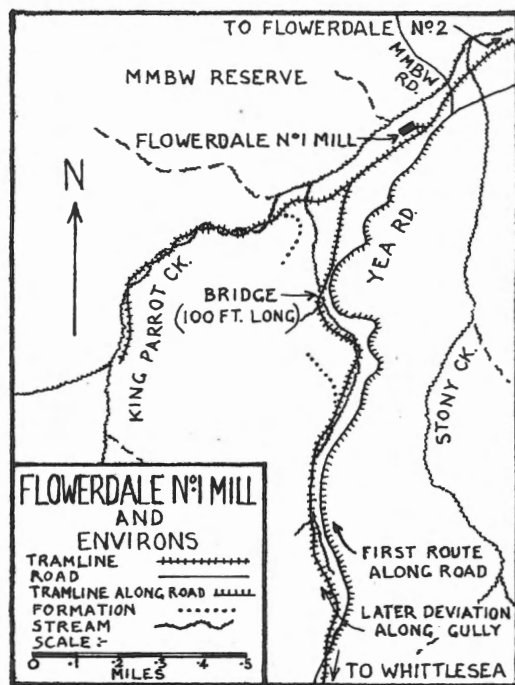 TO FLOWERDALE Nº2
MMBW RD.
MMBW RESERVE
FLOWERDALE Nº1 MILL
N
YEA RD.
KING PARROT CK.
BRIDGE
(100 FT. LONG)
STONY CK.
FLOWERDALE Nº1 MILL
AND
ENVIRONS
TRAMLINE
ROAD
TRAMLINE ALONG ROAD
FORMATION
STREAM
SCALE:-
0 .1 .2 .3 .4 .5
MILES
FIRST ROUTE
ALONG ROAD
LATER DEVIATION
ALONG GULLY
TO WHITTLESEA